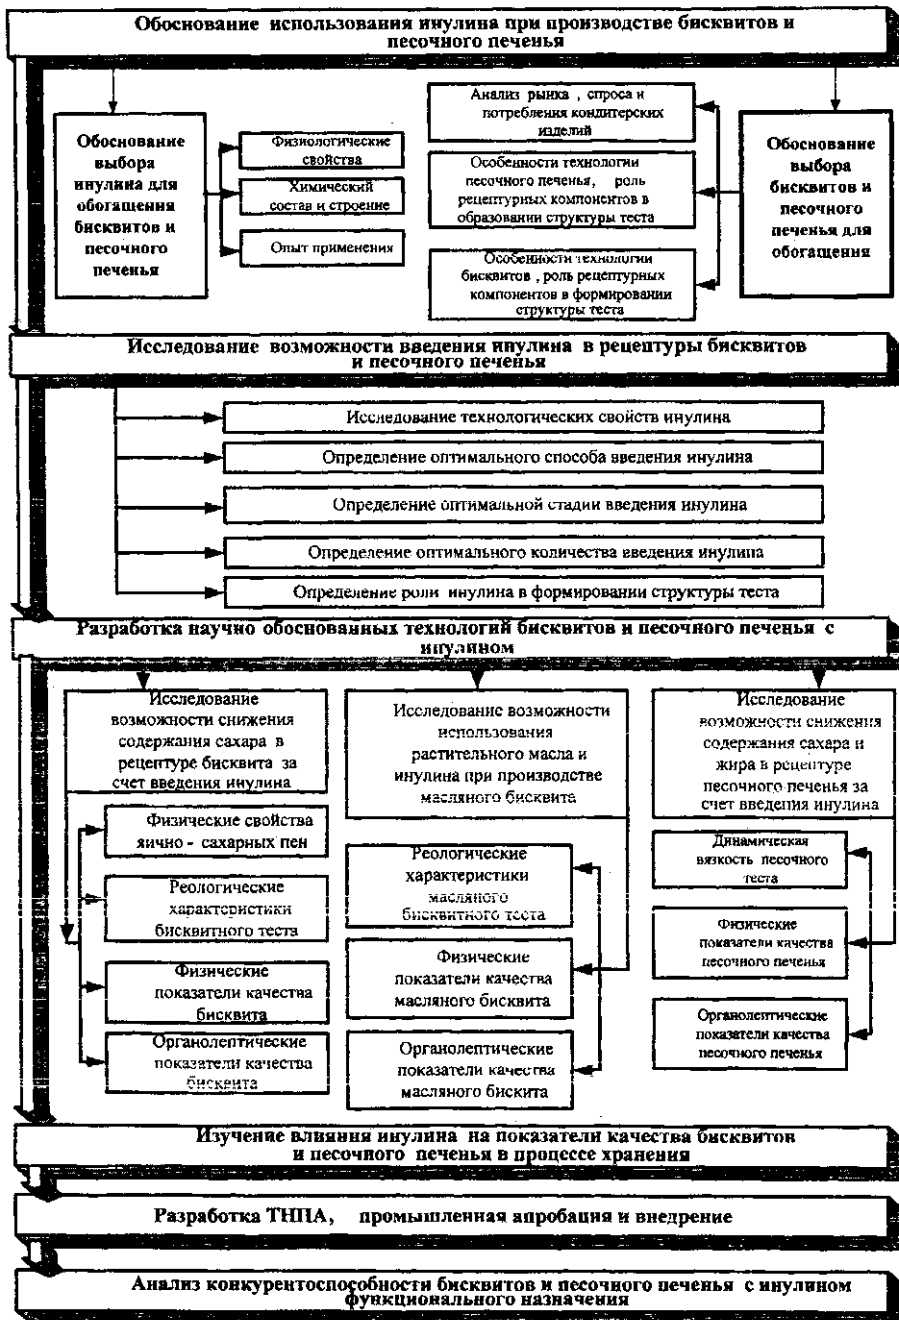 Обоснование использования инулина при производстве бисквитов и
песочного печенья
Обоснование
выбора
инулина для
обогащения
бисквитов и
песочного
печенья
Физиологические
свойства
Химический
состав и строение
Опыт применения
Анализ рынка , спроса и
потребления кондитерских
изделий
Особенности технологии
песочного печенья, роль
рецептурных компонентов в
образовании структуры теста
Особенности технологии
бисквитов , роль рецептурных
компонентов в формировании
структуры теста
Обоснование
выбора
бисквитов и
песочного
печенья для
обогащения
Исследование возможности введения инулина в рецептуры бисквитов
и песочного печенья
Исследование технологических свойств инулина
Определение оптимального способа введения инулина
Определение оптимальной стадии введения инулина
Определение оптимального количества введения инулина
Определение роли инулина в формировании структуры теста
Разработка научно обоснованных технологий бисквитов и песочного печенья с
инулином
Исследование
возможности снижения
содержания сахара в
рецептуре бисквита за
счет введения инулина
Физические свойства
яично - сахарных пен
Реологические
характеристики
бисквитного теста
Физические
показатели качества
бисквита
Органолептические
показатели качества
бисквита
Исследование возможности
использования
растительного масла и
инулина при производстве
масляного бисквита
Реологические
характеристики
масляного
бисквитного теста
Физические
показатели качества
масляного бисквита
Органолептические
показатели качества
масляного бисквита
Исследование
возможности снижения
содержания сахара и
жира в рецептуре
песочного печенья за
счет введения инулина
Динамическая
вязкость песочного
теста
Физические
показатели качества
песочного печенья
Органолептические
показатели качества
песочного печенья
Изучение влияния инулина на показатели качества бисквитов
и песочного печенья в процессе хранения
Разработка ТНПА, промышленная апробация и внедрение
Анализ конкурентоспособности бисквитов и песочного печенья с инулином
функционального назначения